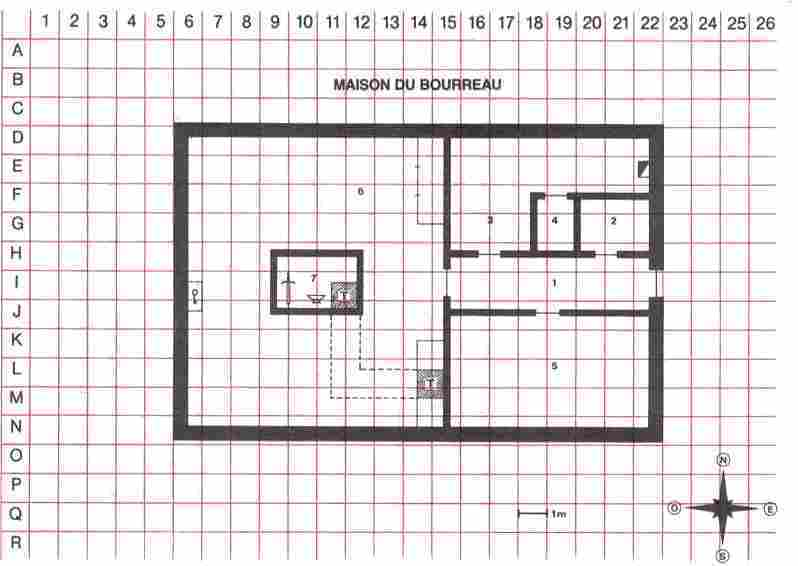 1 2 3 4 5 6 7 8 9 10 11 12 13 14 15 16 17 18 19 20 21 22 23 24 25 26
A
B
MAISON DU BOURREAU
C
D
E
F
6
G
3 4 2
H
I
7
T
1
J
K
L
5
M
T
N
O
N
P
Q
1m
O E
R
S